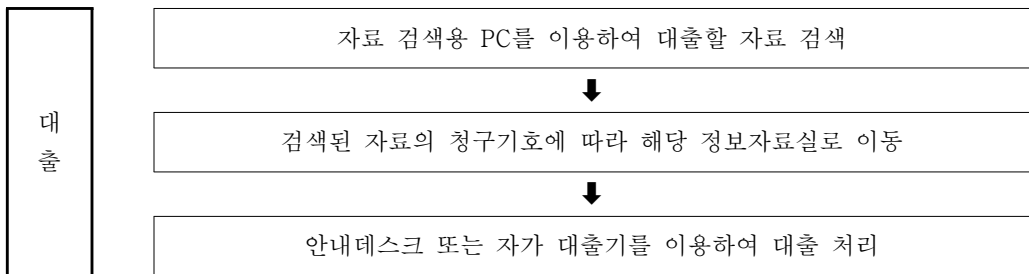 대
출
자료 검색용 PC를 이용하여 대출할 자료 검색
⬇
검색된 자료의 청구기호에 따라 해당 정보자료실로 이동
⬇
안내데스크 또는 자가 대출기를 이용하여 대출 처리